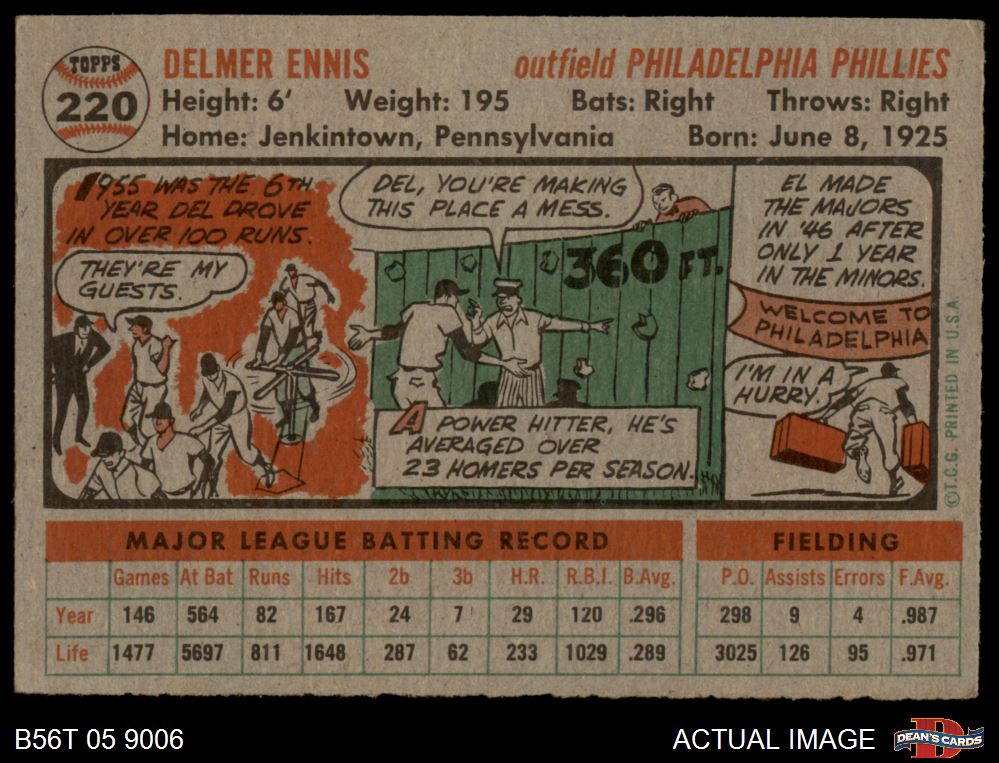 TOPPS
220
DELMER ENNIS
outfield PHILADELPHIA PHILLIES
Height: 6' Weight: 195 Bats: Right Throws: Right
Home: Jenkintown, Pennsylvania Born: June 8, 1925
1955 WAS THE 6TH
YEAR DEL DROVE
IN OVER 100 RUNS.
THEY'RE MY
GUESTS.
DEL, YOU'RE MAKING
THIS PLACE A MESS.
360 FT.
A POWER HITTER, HE'S
AVERAGED OVER
23 HOMERS PER SEASON.
EL MADE
THE MAJORS
IN '46 AFTER
ONLY 1 YEAR
IN THE MINORS.
WELCOME TO
PHILADELPHIA
I'M IN A
HURRY.
©T.C.G. PRINTED IN U.S.A.
MAJOR LEAGUE BATTING RECORD
Games At Bat Runs Hits 2b 3b H.R. R.B.I. B.Avg.
Year 146 564 82 167 24 7 29 120 .296
Life 1477 5697 811 1648 287 62 233 1029 .289
FIELDING
P.O. Assists Errors F.Avg.
298 9 4 .987
3025 126 95 .971
B56T 05 9006
ACTUAL IMAGE
DEAN'S CARDS